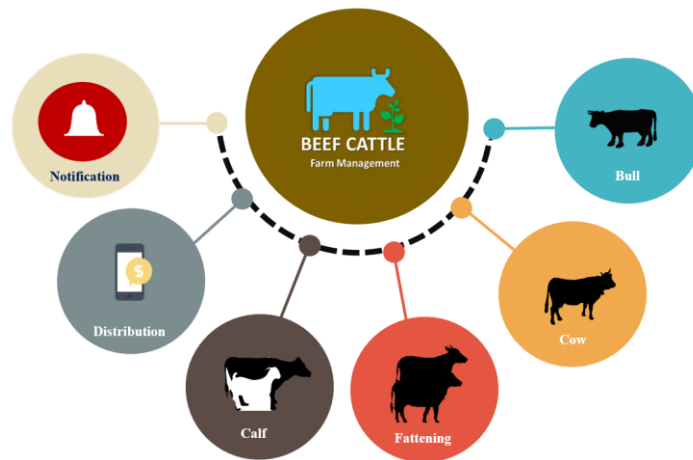 BEEF CATTLE
Farm Management
Notification
Bull
Distribution
$
Cow
Calf
Fattening